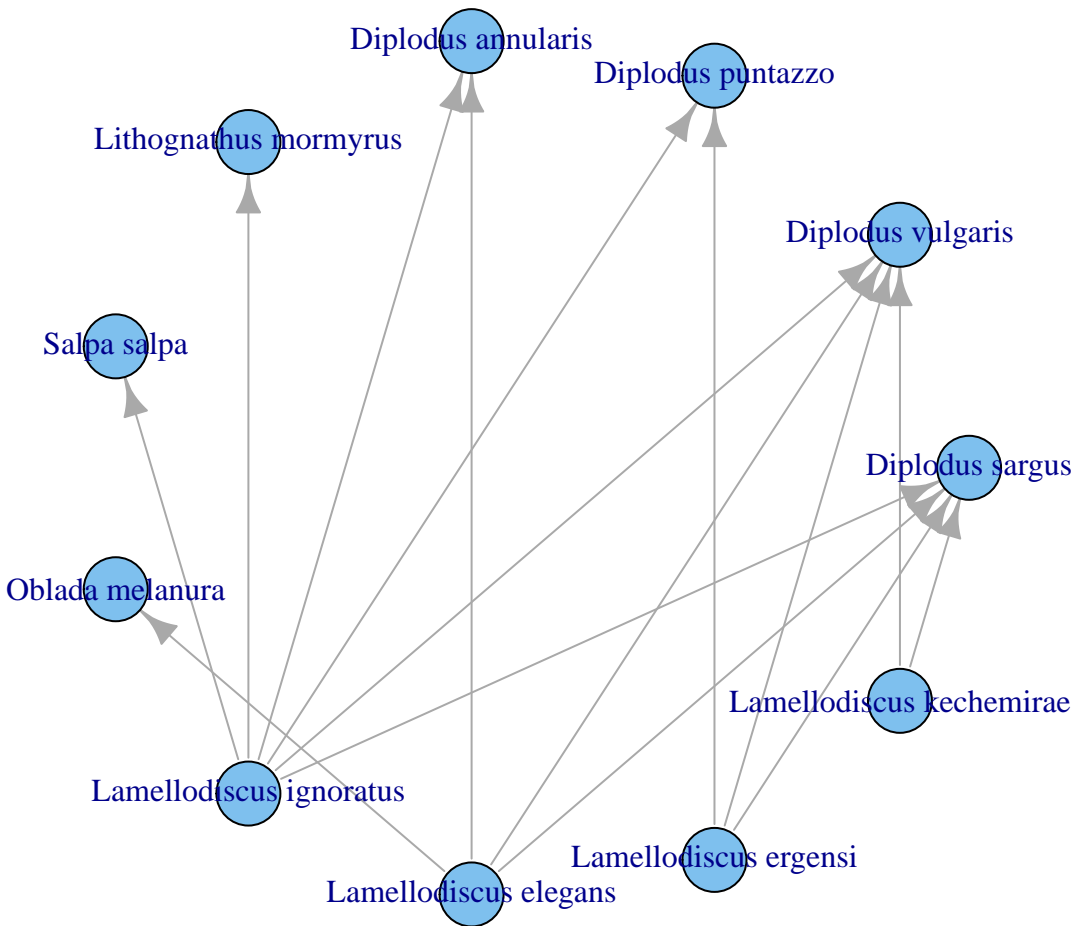 Diplodus annularis
Diplodus puntazzo
Lithognathus mormyrus
Diplodus vulgaris
Salpa salpa
Diplodus sargus
Oblada melanura
Lamellodiscus kechemirae
Lamellodiscus ignoratus
Lamellodiscus ergensi
Lamellodiscus elegans